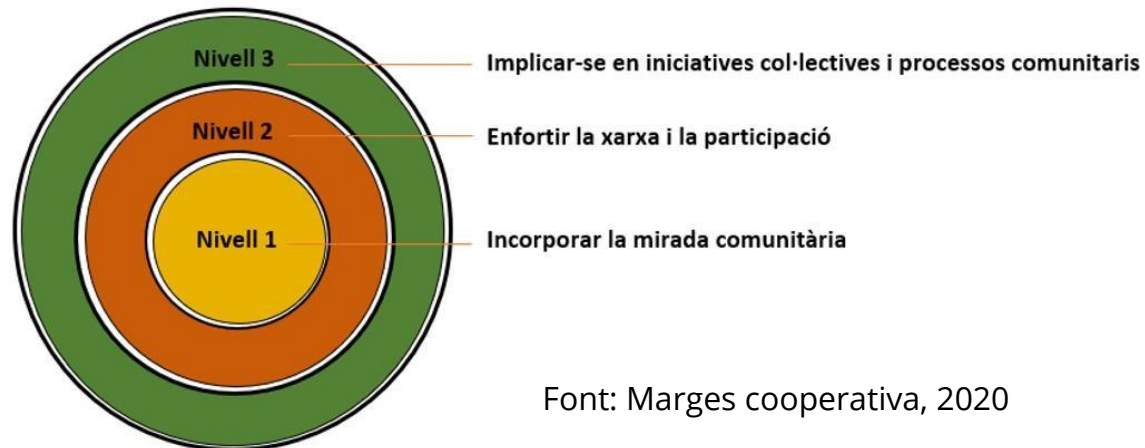 Nivell 3
Implicar-se en iniciatives col·lectives i processos comunitaris
Nivell 2
Enfortir la xarxa i la participació
Nivell 1
Incorporar la mirada comunitària
Font: Marges cooperativa, 2020